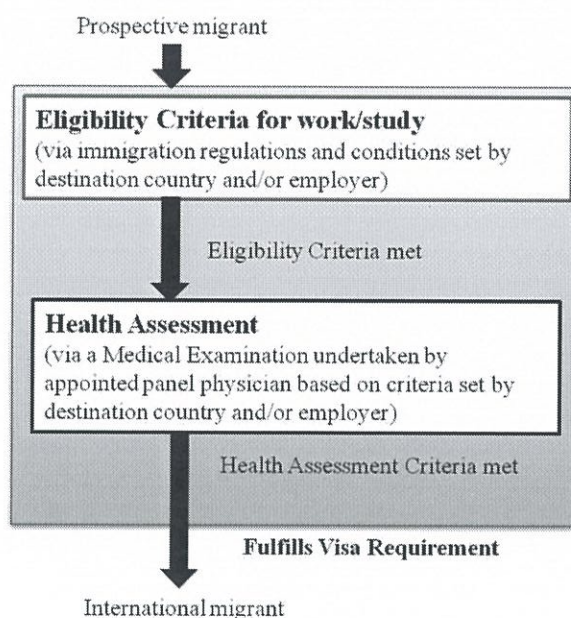 Prospective migrant
Eligibility Criteria for work/study
(via immigration regulations and conditions set by
destination country and/or employer)
Eligibility Criteria met
Health Assessment
(via a Medical Examination undertaken by
appointed panel physician based on criteria set by
destination country and/or employer)
Health Assessment Criteria met
Fulfills Visa Requirement
International migrant